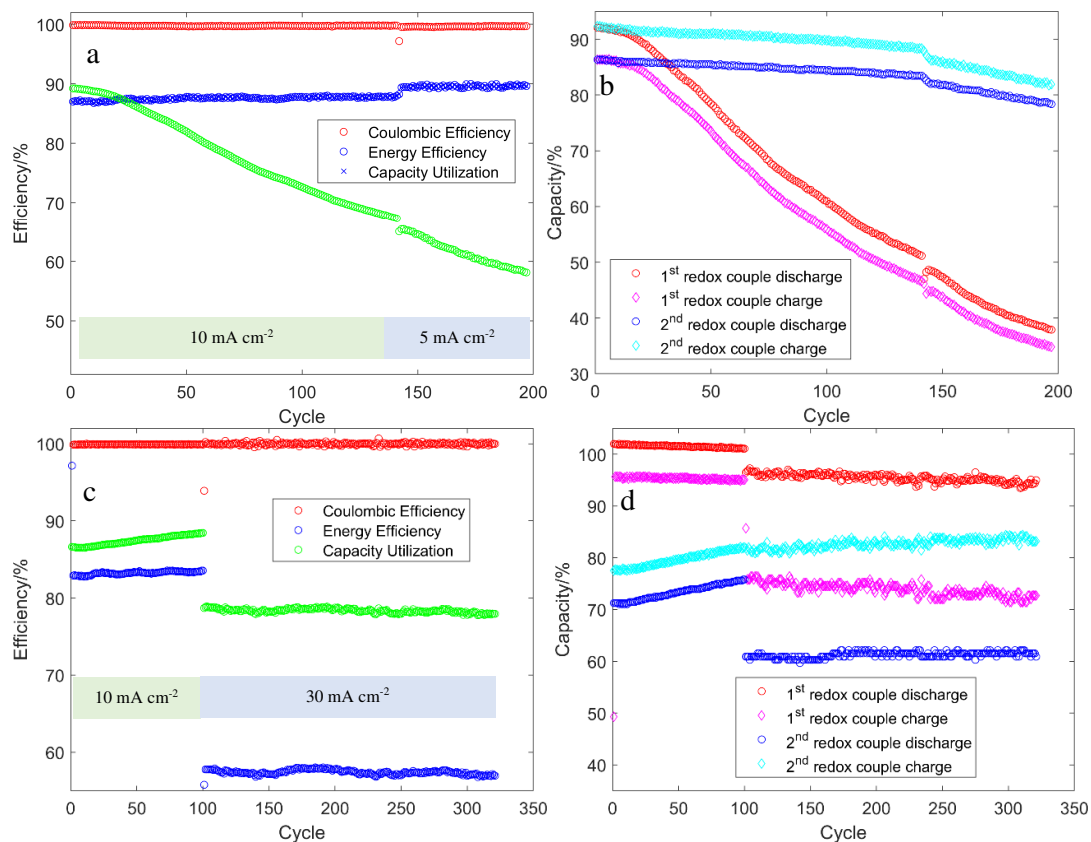 a
100
90
80
70
60
50
Efficiency/%
0
50
100
150
200
Cycle
Coulombic Efficiency
Energy Efficiency
Capacity Utilization
10 mA cm-2
5 mA cm-2
b
90
80
70
60
50
40
30
Capacity/%
0
50
100
150
200
Cycle
1st redox couple discharge
1st redox couple charge
2nd redox couple discharge
2nd redox couple charge
c
100
90
80
70
60
Efficiency/%
0
50
100
150
200
250
300
350
Cycle
Coulombic Efficiency
Energy Efficiency
Capacity Utilization
10 mA cm-2
30 mA cm-2
d
100
90
80
70
60
50
40
Capacity/%
0
50
100
150
200
250
300
350
Cycle
1st redox couple discharge
1st redox couple charge
2nd redox couple discharge
2nd redox couple charge